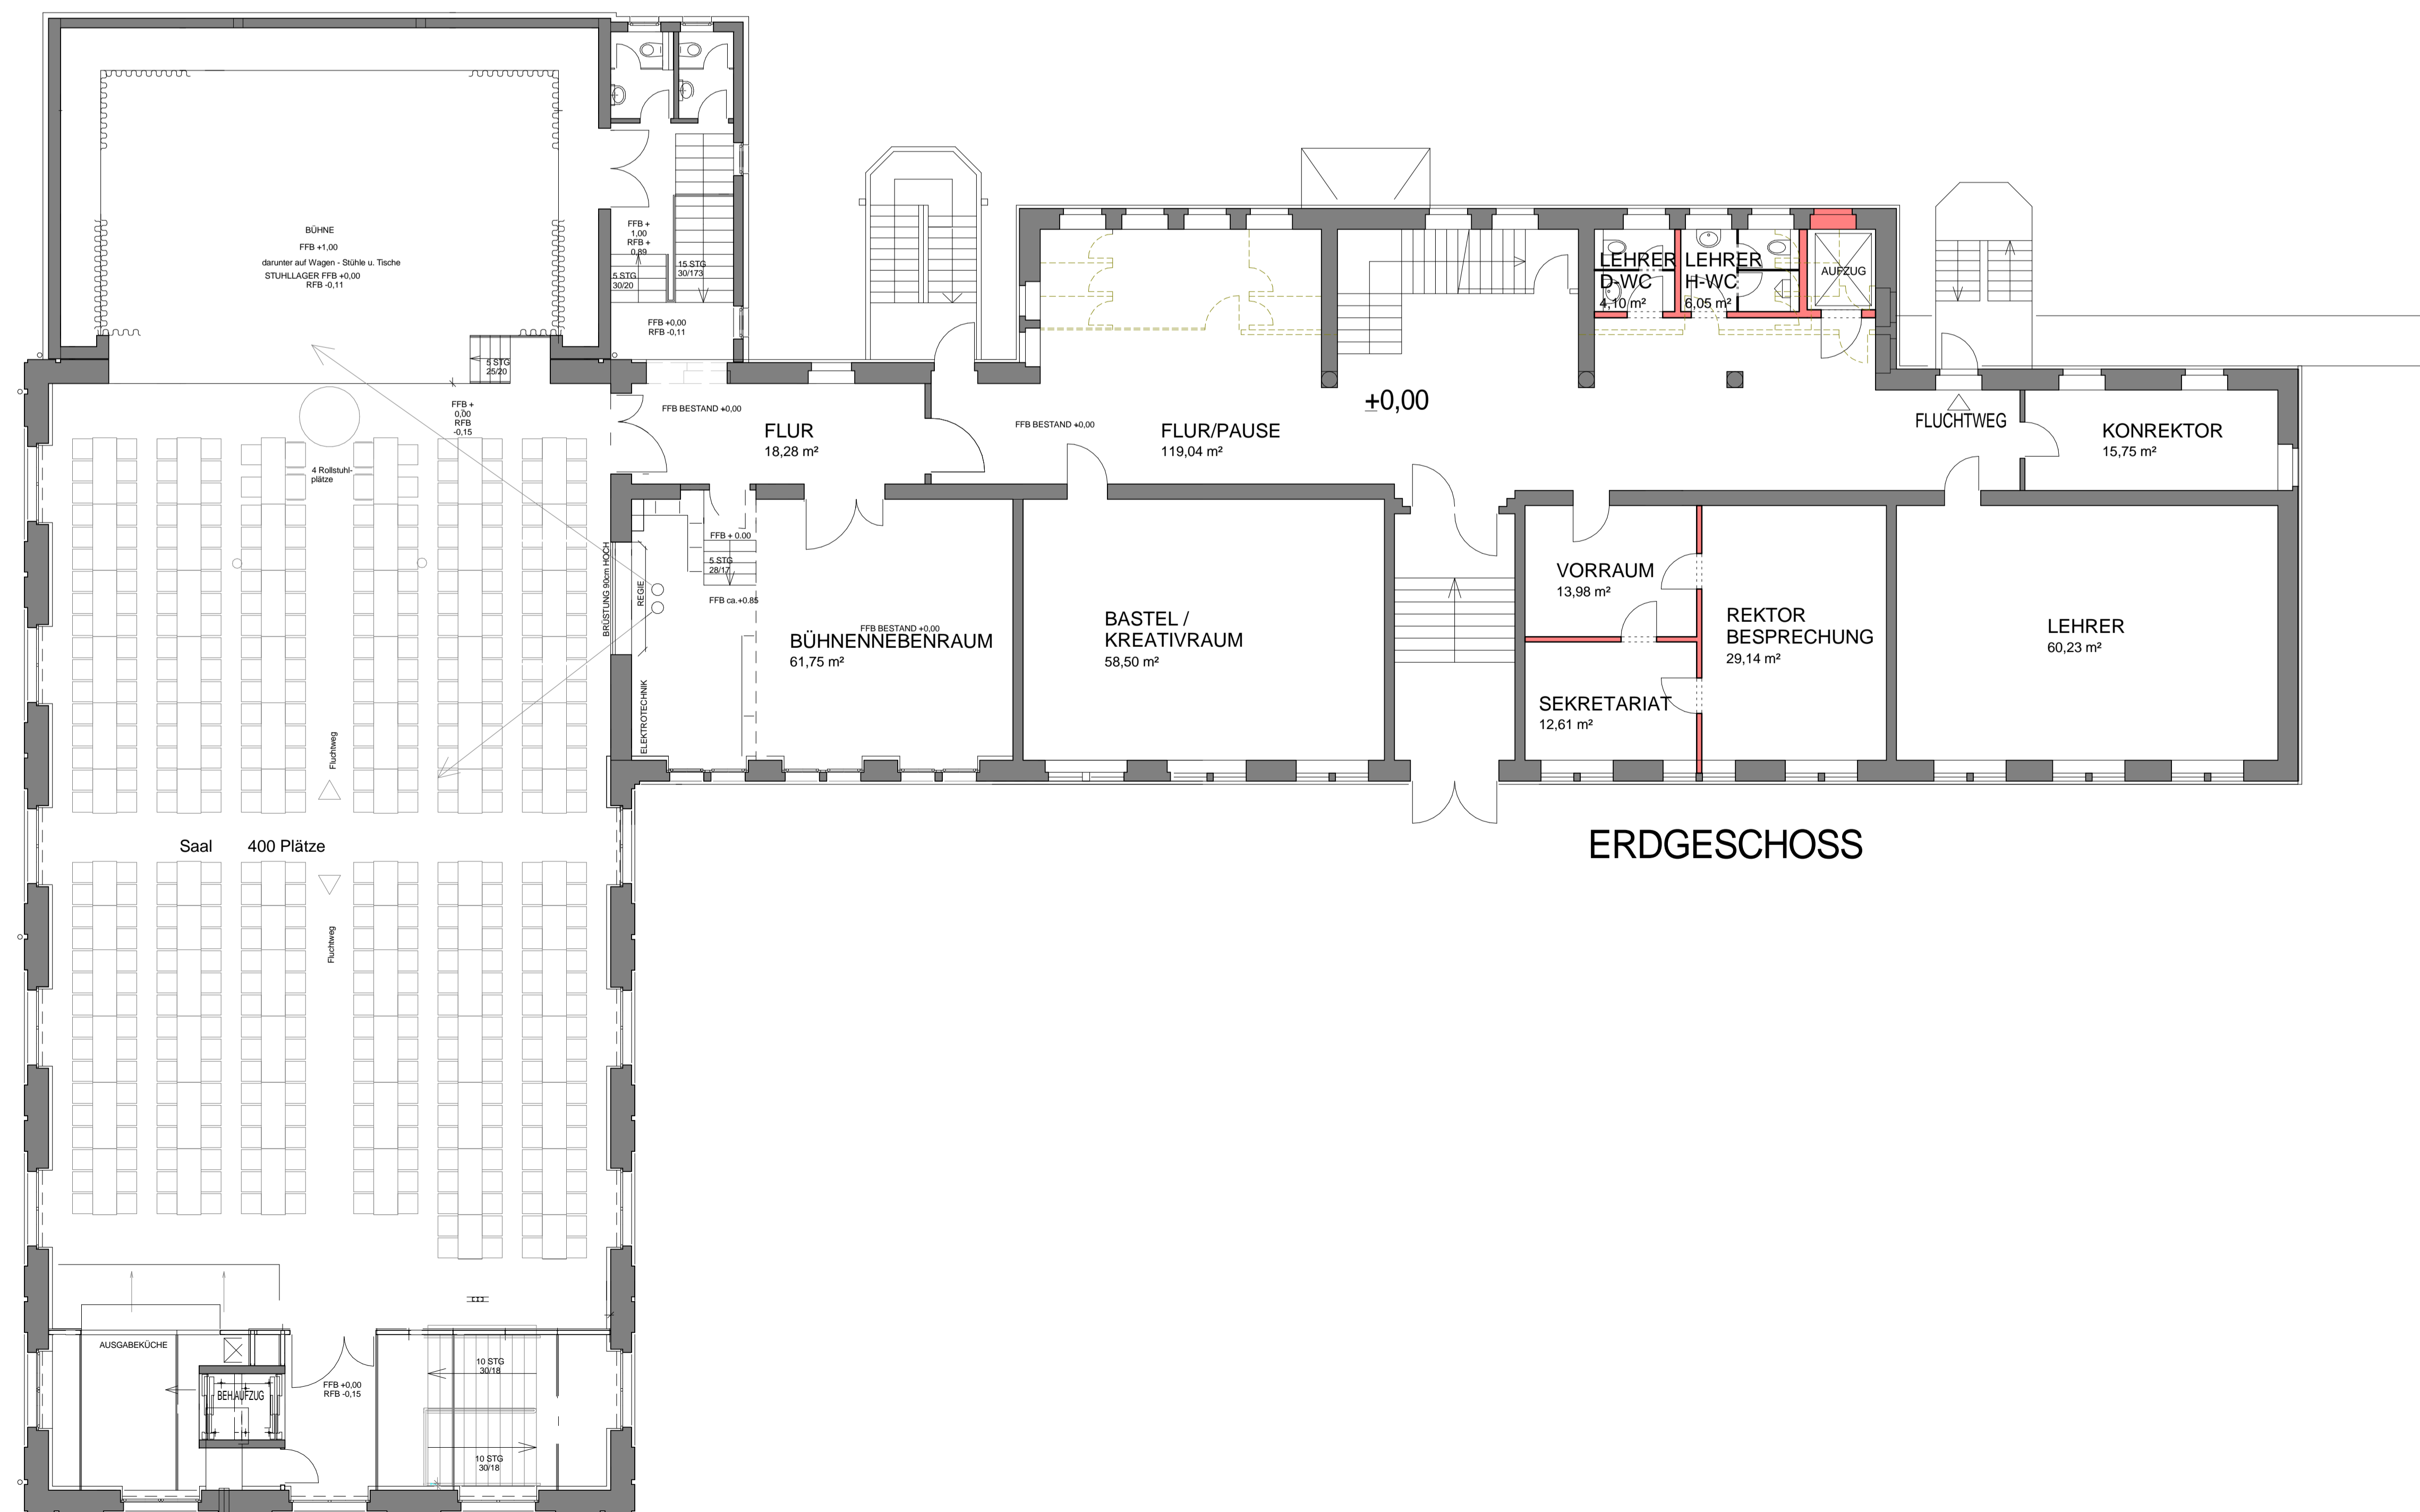 BÜHNE
FFB +1,00
darunter auf Wagen - Stühle u. Tische
STUHLLAGER FFB +0,00
RFB -0,11
FFB +
1,00
RFB +
0,89
5 STG
30/20
15 STG
30/173
FFB +0,00
RFB -0,11
5 STG
25/20
FFB +
0,00
RFB
-0,15
4 Rollstuhl-
plätze
Fluchtweg
Saal 400 Plätze
Fluchtweg
FFB BESTAND +0,00
FLUR
18,28 m²
FFB BESTAND +0,00
FLUR/PAUSE
119,04 m²
+0,00
LEHRER
D-WC
4,10 m²
LEHRER
H-WC
6,05 m²
AUFZUG
FLUCHTWEG
KONREKTOR
15,75 m²
BRÜSTUNG 90cm HOCH
REGIE
ELEKTROTECHNIK
FFB + 0.00
5 STG
28/17
FFB ca.+0.85
FFB BESTAND +0,00
BÜHNENNEBENRAUM
61,75 m²
BASTEL /
KREATIVRAUM
58,50 m²
VORRAUM
13,98 m²
SEKRETARIAT
12,61 m²
REKTOR
BESPRECHUNG
29,14 m²
LEHRER
60,23 m²
ERDGESCHOSS
AUSGABEKÜCHE
BEH.AUFZUG
FFB +0,00
RFB -0,15
10 STG
30/18
10 STG
30/18